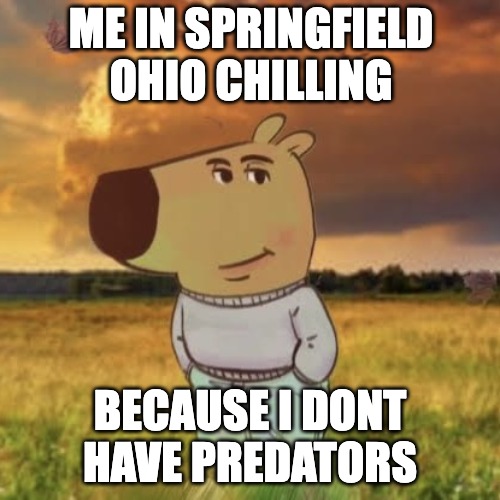 ME IN SPRINGFIELD
OHIO CHILLING
BECAUSE I DONT
HAVE PREDATORS